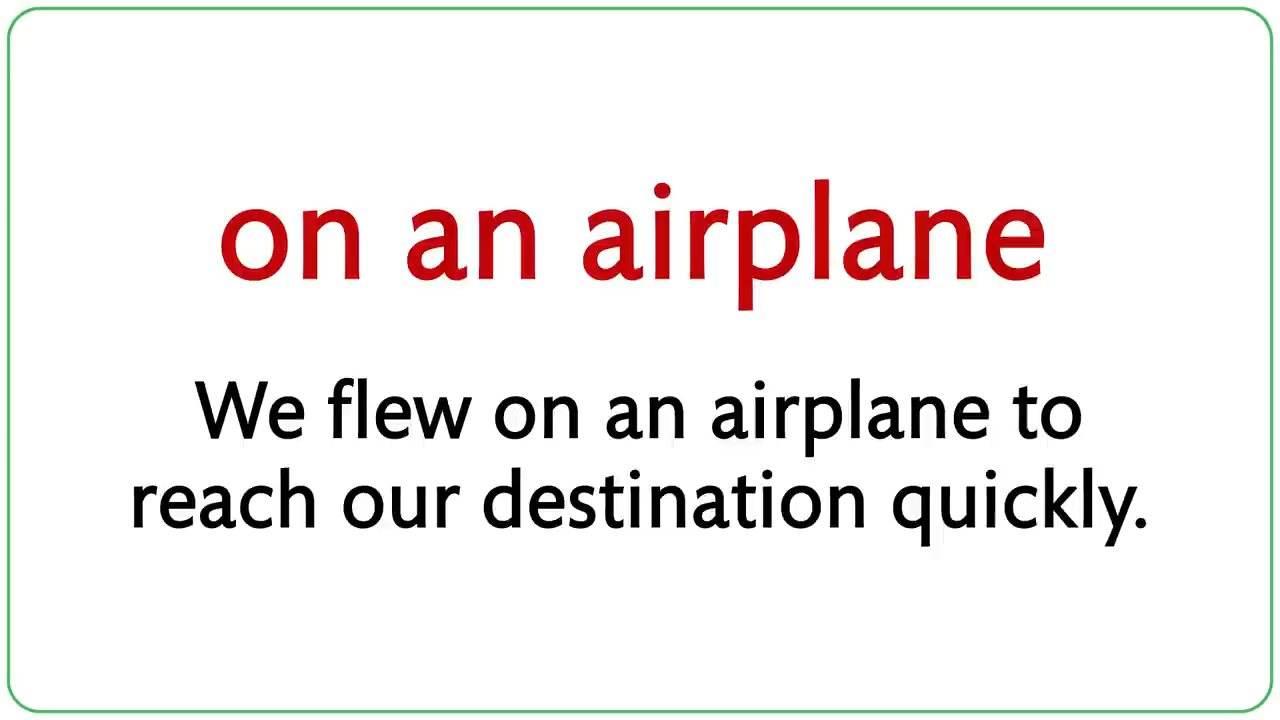 on an airplane
We flew on an airplane to
reach our destination quickly.